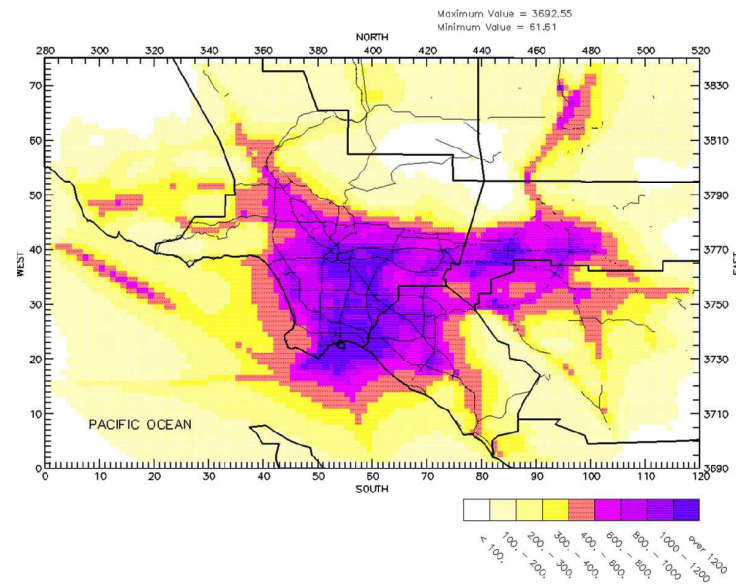 Maximum Value = 3692.55
Minimum Value = 61.61
NORTH
280 300 320 340 360 380 400 420 440 460 480 500 520
70
60
50
40
30
20
10
0
WEST
3830
3810
3790
3770
3750
3730
3710
3690
EAST
PACIFIC OCEAN
0 10 20 30 40 50 60 70 80 90 100 110 120
SOUTH
< 100.
100. - 200.
200. - 300.
300. - 400.
400. - 500.
600. - 800.
800. - 1000
1000 - 1200
over 1200